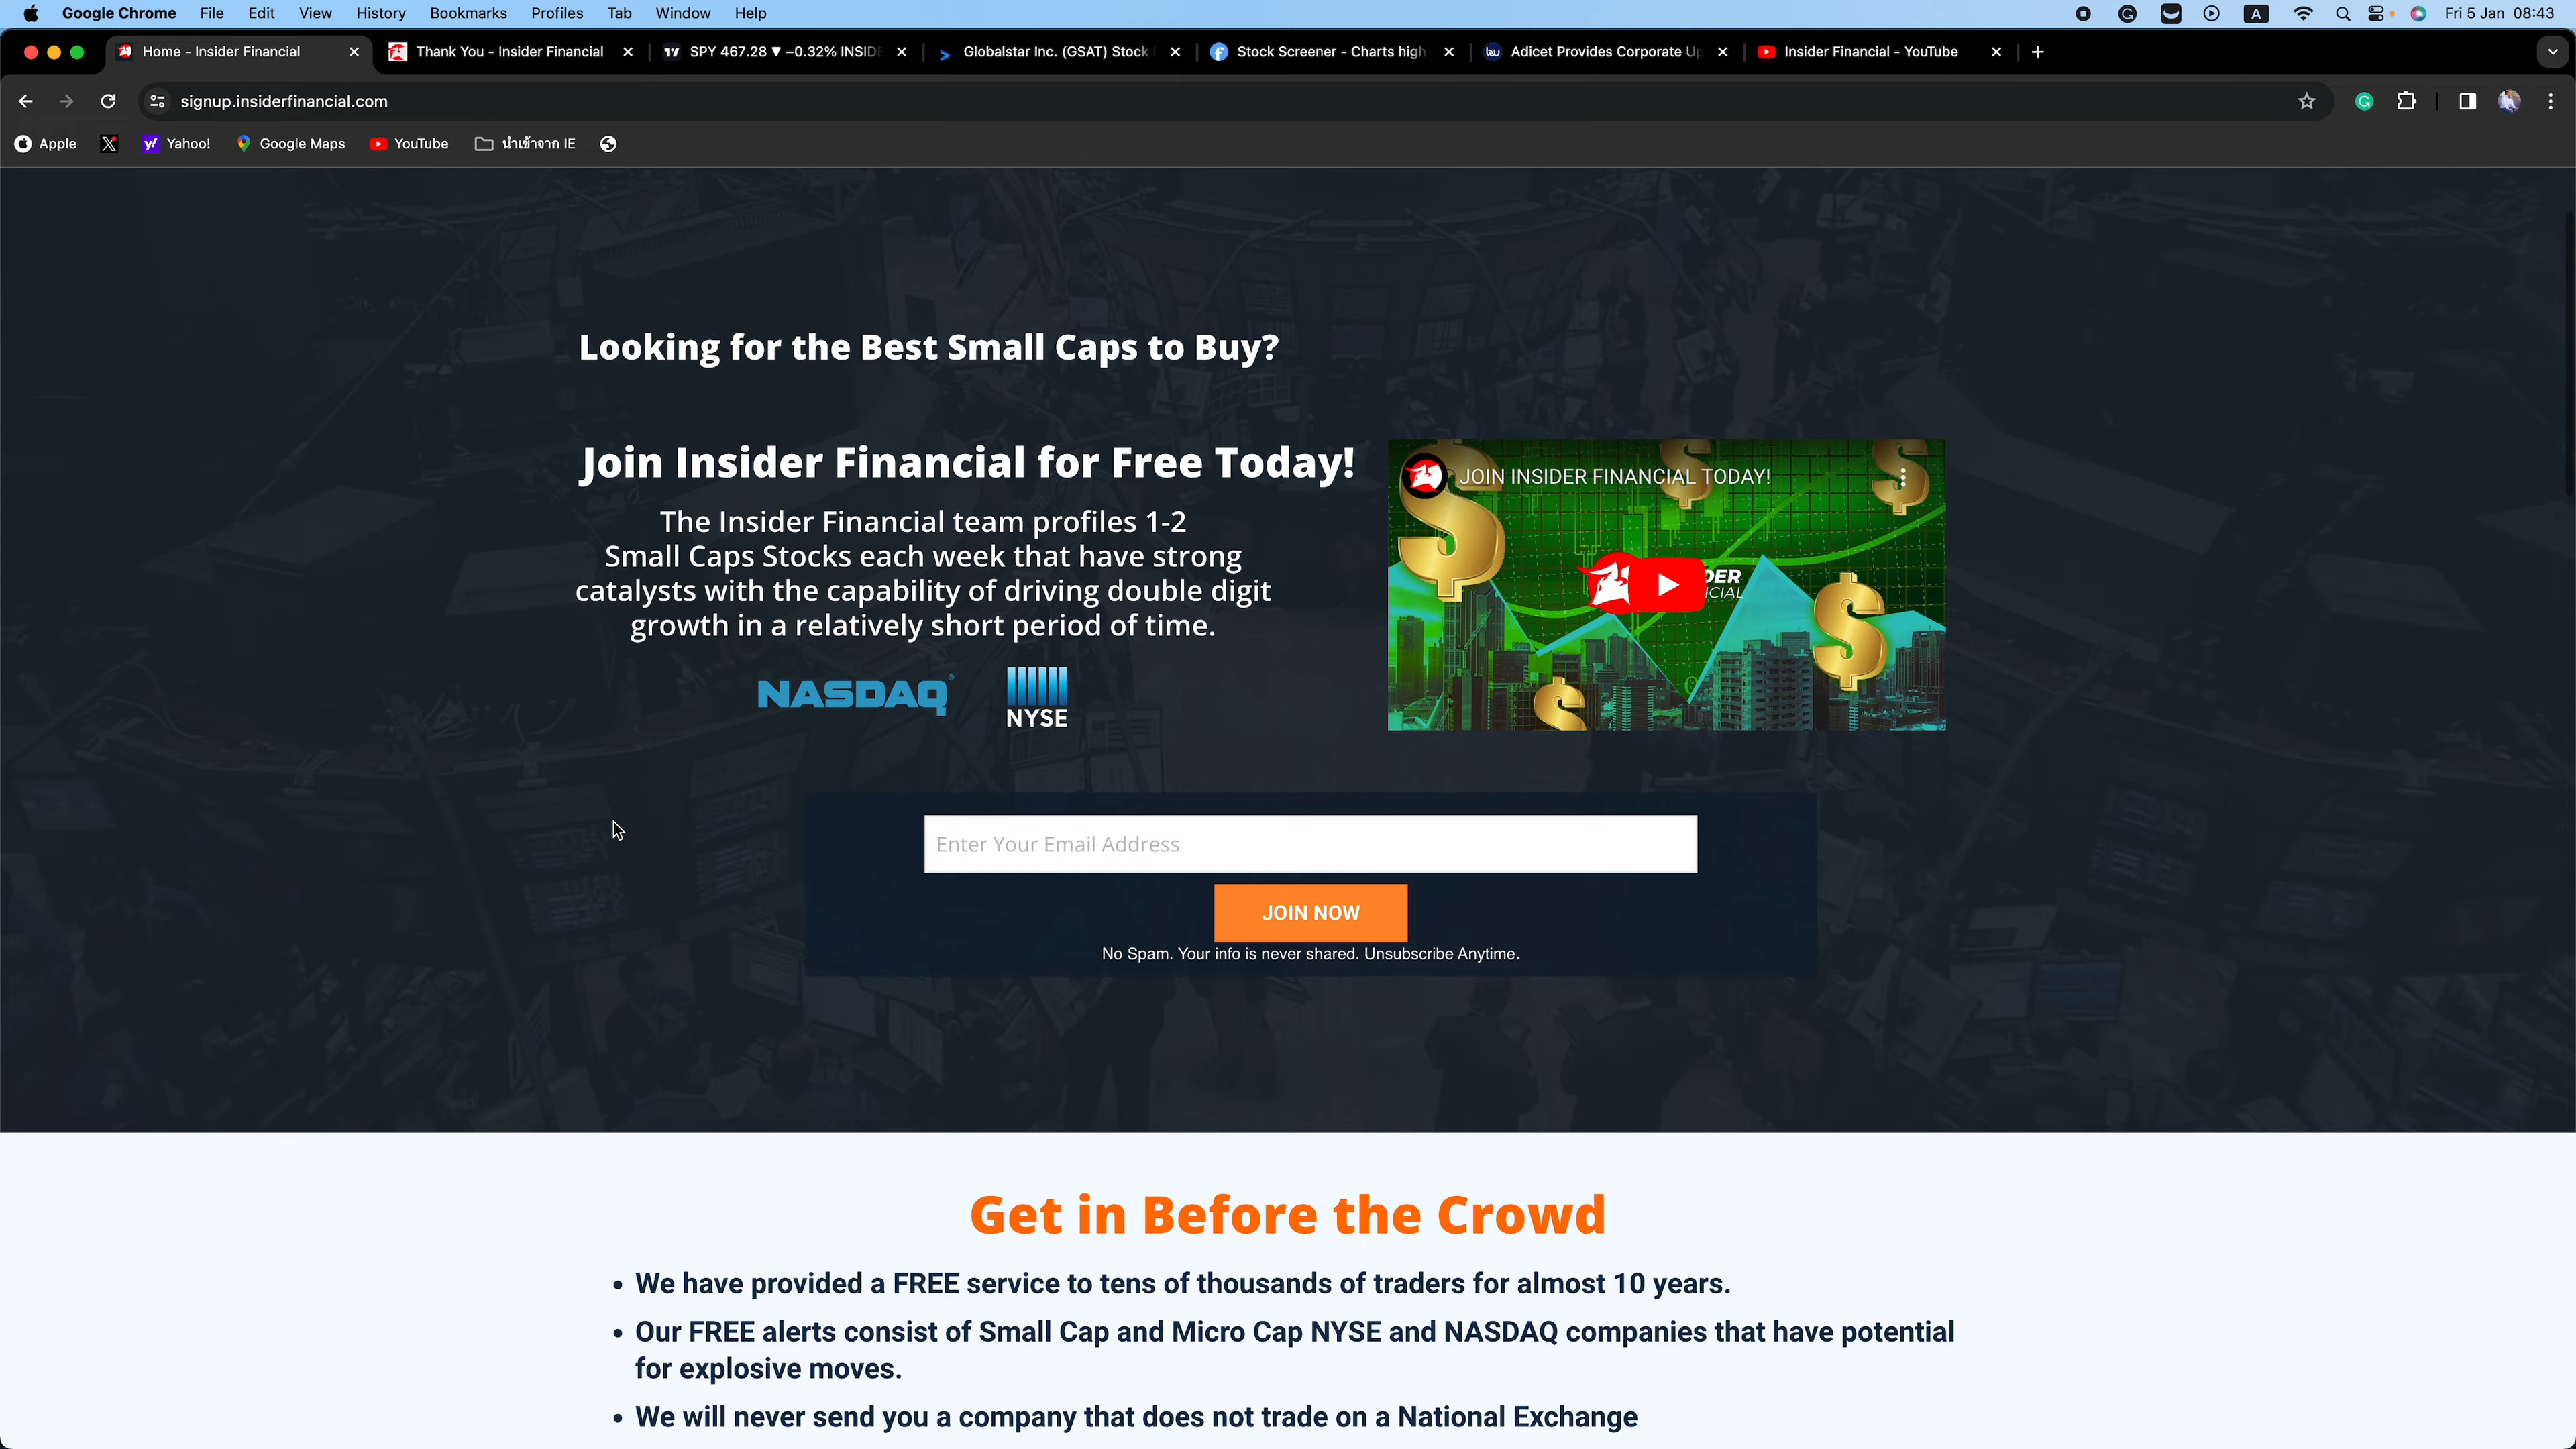 Google Chrome File Edit View History Bookmarks Profiles Tab Window Help A Fri 5 Jan 08:43
Home - Insider Financial Thank You - Insider Financial SPY 467.28 ▼ −0.32% INSIDE Globalstar Inc. (GSAT) Stock Stock Screener - Charts high Adicet Provides Corporate Up Insider Financial - YouTube
signup.insiderfinancial.com
Apple Yahoo! Google Maps YouTube นำเข้าจาก IE
Looking for the Best Small Caps to Buy?
Join Insider Financial for Free Today!
The Insider Financial team profiles 1-2
Small Caps Stocks each week that have strong
catalysts with the capability of driving double digit
growth in a relatively short period of time.
NASDAQ
NYSE
JOIN INSIDER FINANCIAL TODAY!
Enter Your Email Address
JOIN NOW
No Spam. Your info is never shared. Unsubscribe Anytime.
Get in Before the Crowd
• We have provided a FREE service to tens of thousands of traders for almost 10 years.
• Our FREE alerts consist of Small Cap and Micro Cap NYSE and NASDAQ companies that have potential
for explosive moves.
• We will never send you a company that does not trade on a National Exchange